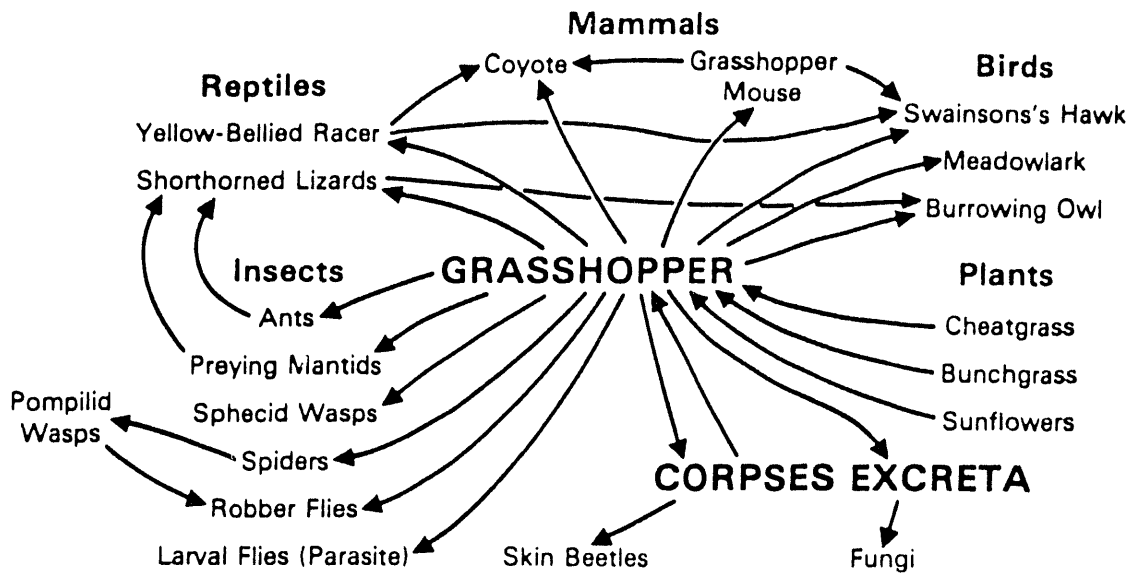 Mammals
Coyote
Grasshopper
Mouse
Birds
Reptiles
Swainsons's Hawk
Yellow-Bellied Racer
Meadowlark
Shorthorned Lizards
Burrowing Owl
Insects
GRASSHOPPER
Plants
Ants
Cheatgrass
Preying Mantids
Bunchgrass
Pompilid
Wasps
Sphecid Wasps
Sunflowers
Spiders
CORPSES EXCRETA
Robber Flies
Larval Flies (Parasite)
Skin Beetles
Fungi